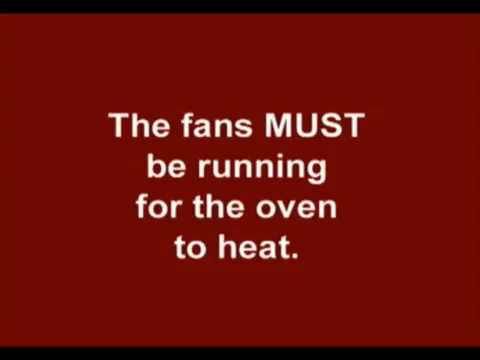 The fans MUST
be running
for the oven
to heat.